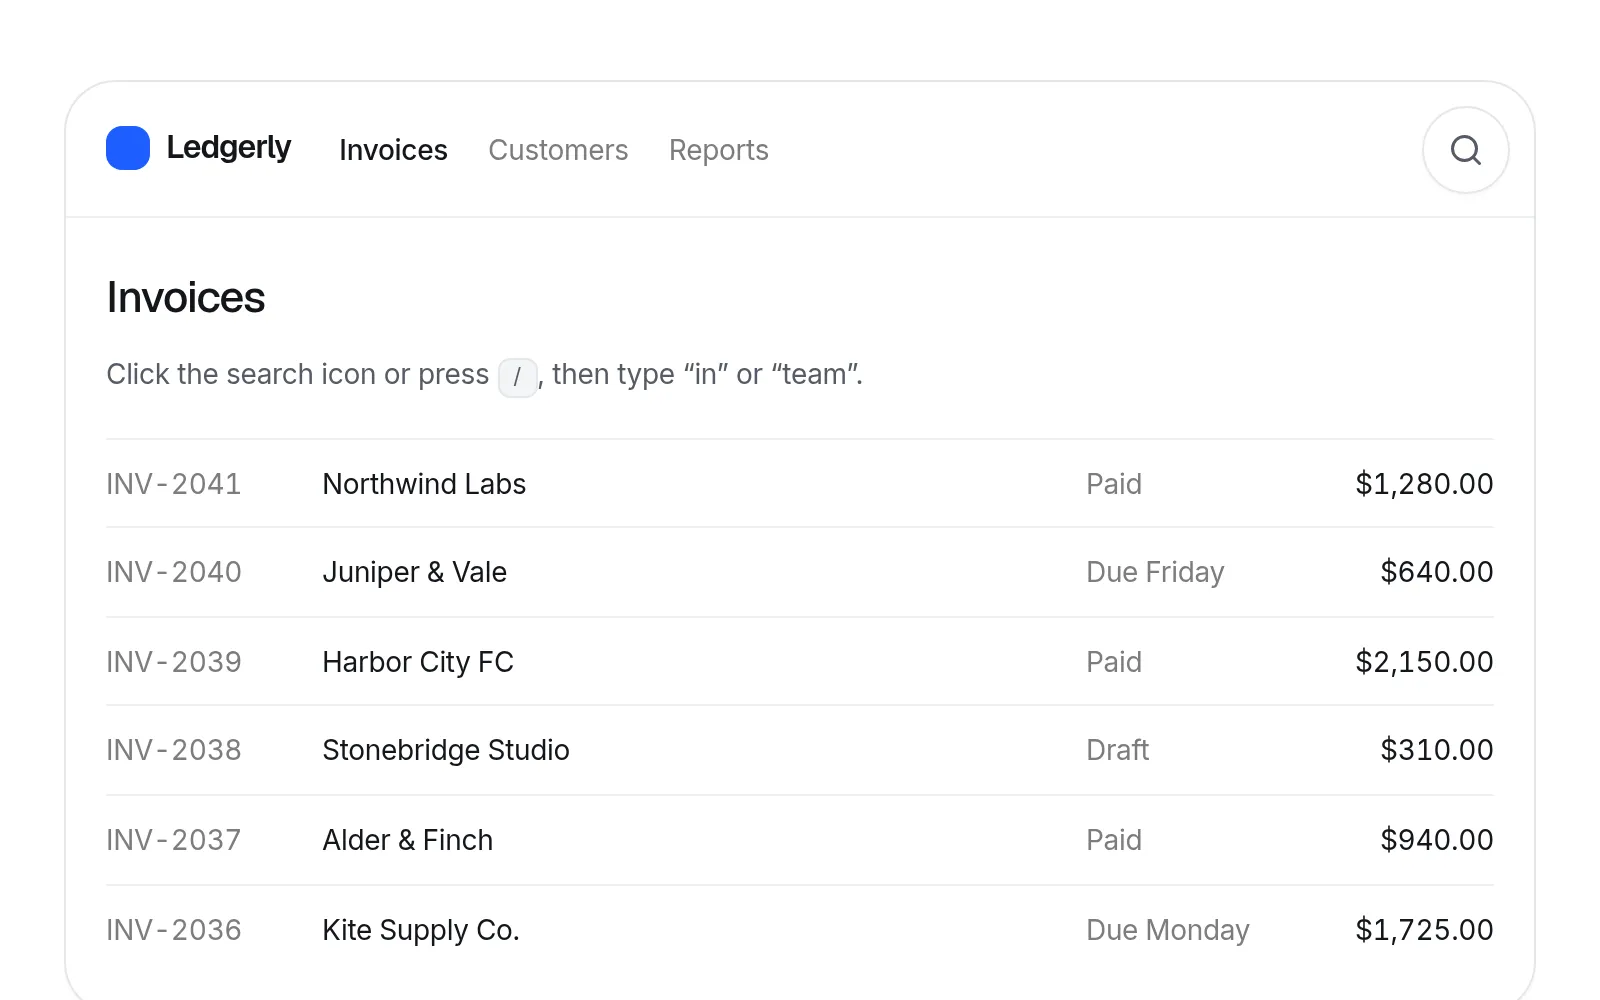 Ledgerly Invoices Customers Reports
Invoices
Click the search icon or press / , then type “in” or “team”.
INV-2041 Northwind Labs Paid $1,280.00
INV-2040 Juniper & Vale Due Friday $640.00
INV-2039 Harbor City FC Paid $2,150.00
INV-2038 Stonebridge Studio Draft $310.00
INV-2037 Alder & Finch Paid $940.00
INV-2036 Kite Supply Co. Due Monday $1,725.00